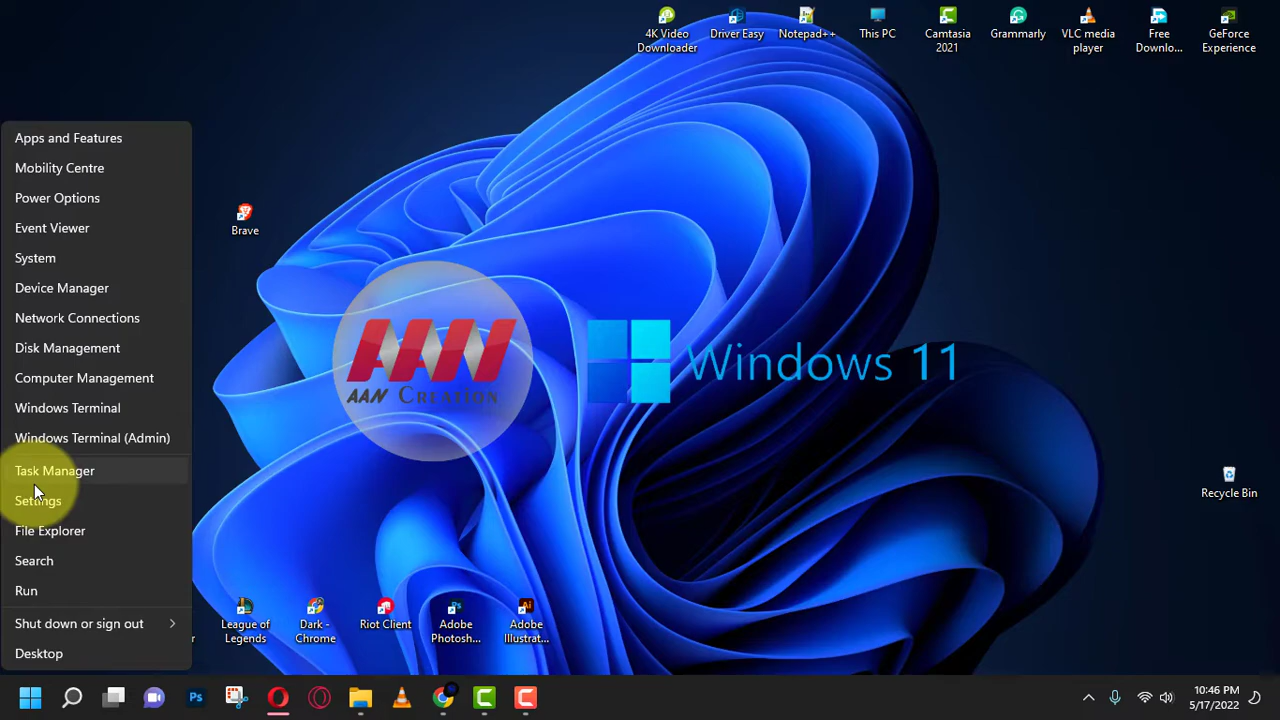 4K Video
Downloader
Driver Easy
Notepad++
This PC
Camtasia
2021
Grammarly
VLC media
player
Free
Downlo...
GeForce
Experience
Apps and Features
Mobility Centre
Power Options
Event Viewer
System
Device Manager
Network Connections
Disk Management
Computer Management
Windows Terminal
Windows Terminal (Admin)
Task Manager
Settings
File Explorer
Search
Run
Shut down or sign out
Desktop
Brave
AAN
AAN Creation
Windows 11
Recycle Bin
League of
Legends
Dark -
Chrome
Riot Client
Adobe
Photosh...
Adobe
Illustrat...
Ps
Ai
Ps
10:46 PM
5/17/2022